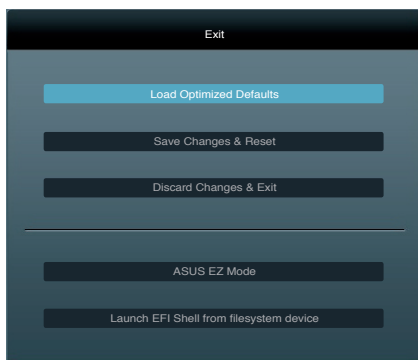 Exit
Load Optimized Defaults
Save Changes & Reset
Discard Changes & Exit
ASUS EZ Mode
Launch EFI Shell from filesystem device